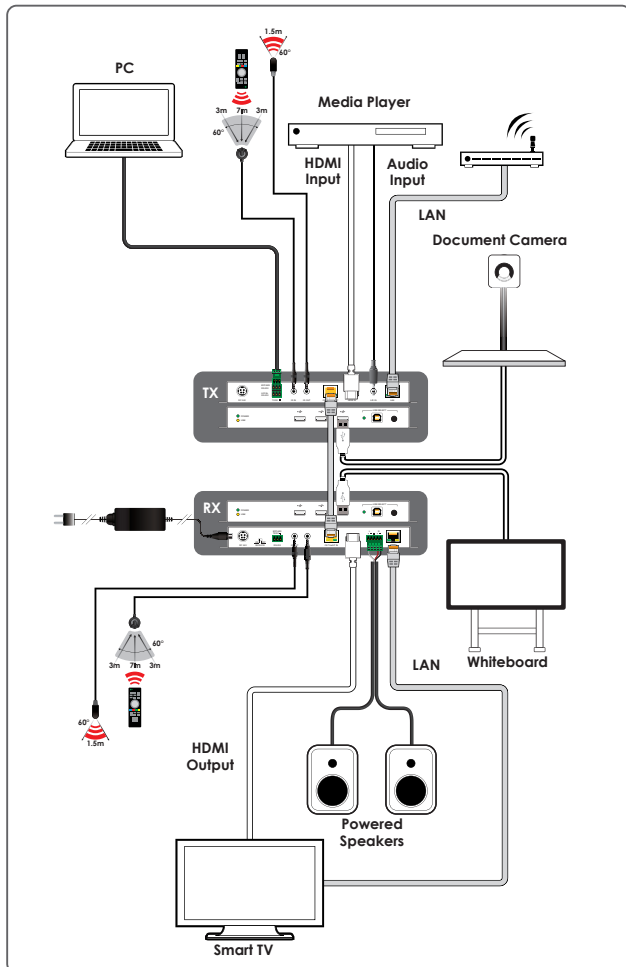 1.5m
60°
PC
3m 7m 3m
60°
Media Player
HDMI
Input
Audio
Input
LAN
Document Camera
TX
RX
60°
3m 7m 3m
60°
1.5m
LAN
Whiteboard
HDMI
Output
Powered
Speakers
Smart TV